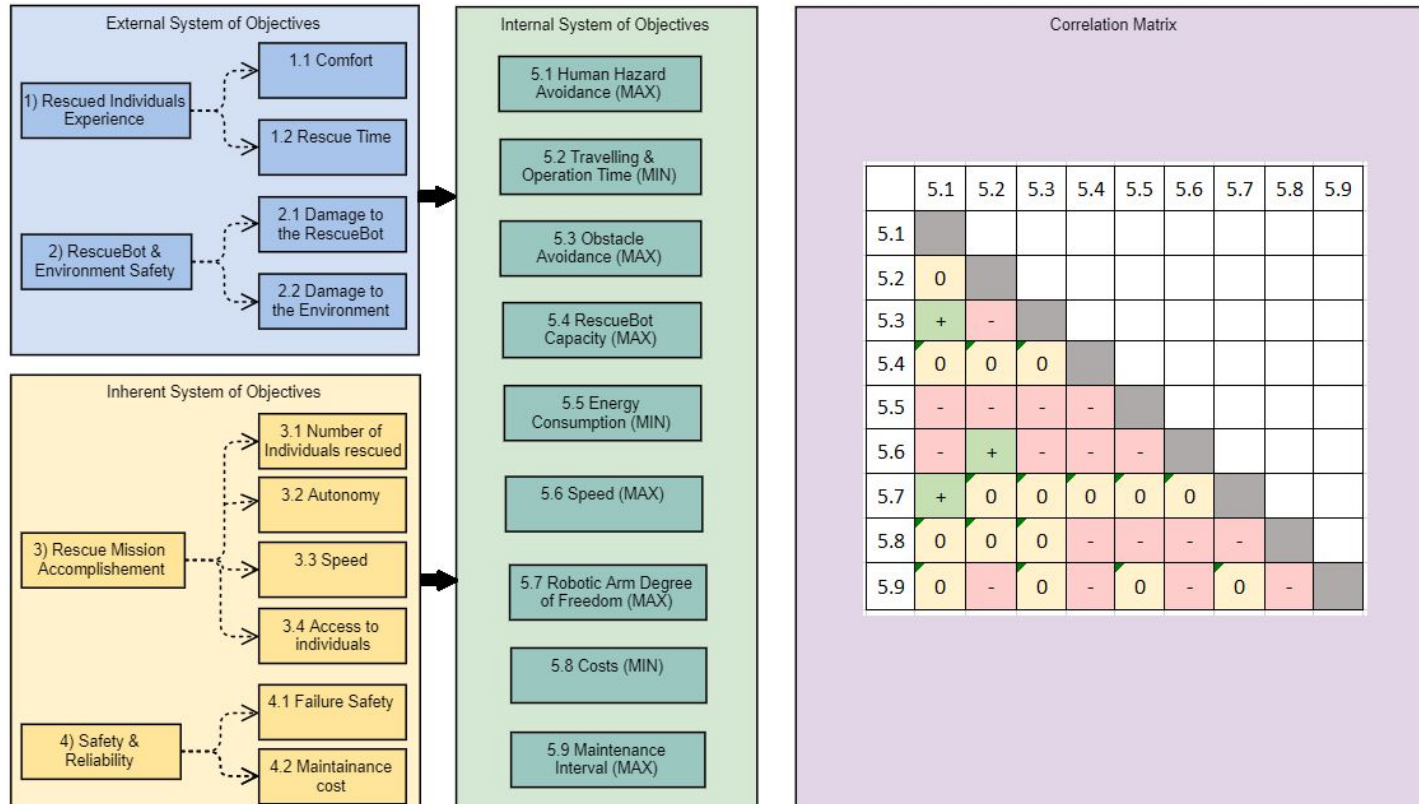 External System of Objectives
1) Rescued Individuals
Experience
1.1 Comfort
1.2 Rescue Time
2) RescueBot &
Environment Safety
2.1 Damage to
the RescueBot
2.2 Damage to
the Environment
Inherent System of Objectives
3) Rescue Mission
Accomplishement
3.1 Number of
Individuals rescued
3.2 Autonomy
3.3 Speed
3.4 Access to
individuals
4) Safety &
Reliability
4.1 Failure Safety
4.2 Maintainance
cost
Internal System of Objectives
5.1 Human Hazard
Avoidance (MAX)
5.2 Travelling &
Operation Time (MIN)
5.3 Obstacle
Avoidance (MAX)
5.4 RescueBot
Capacity (MAX)
5.5 Energy
Consumption (MIN)
5.6 Speed (MAX)
5.7 Robotic Arm Degree
of Freedom (MAX)
5.8 Costs (MIN)
5.9 Maintenance
Interval (MAX)
Correlation Matrix
5.1 5.2 5.3 5.4 5.5 5.6 5.7 5.8 5.9
5.1
5.2 0
5.3 + -
5.4 0 0 0
5.5 - - - -
5.6 - + - - -
5.7 + 0 0 0 0 0
5.8 0 0 0 - - - -
5.9 0 - 0 - 0 - 0 -